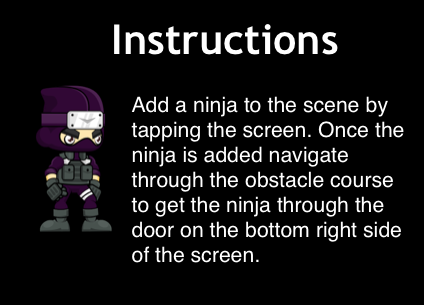 Instructions
Add a ninja to the scene by
tapping the screen. Once the
ninja is added navigate
through the obstacle course
to get the ninja through the
door on the bottom right side
of the screen.